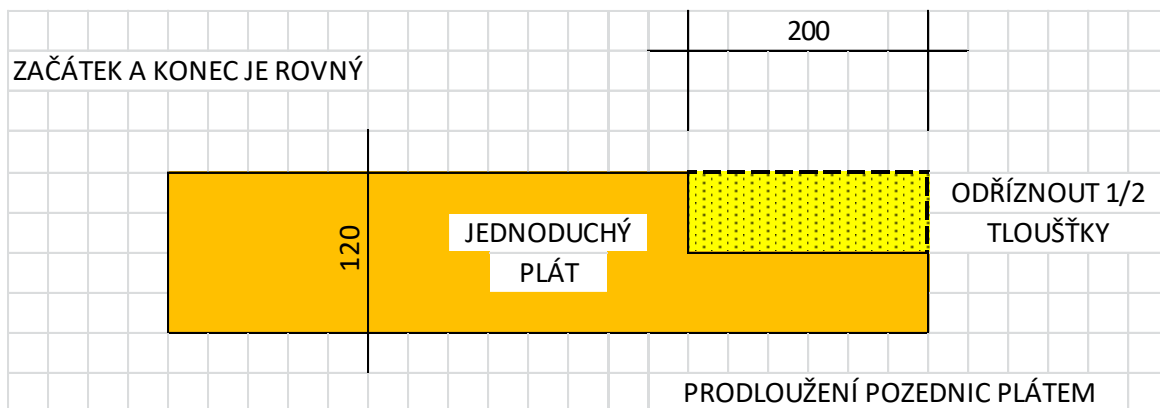 200
ZAČÁTEK A KONEC JE ROVNÝ
ODŘÍZNOUT 1/2
TLOUŠŤKY
JEDNODUCHÝ
PLÁT
120
PRODLOUŽENÍ POZEDNIC PLÁTEM